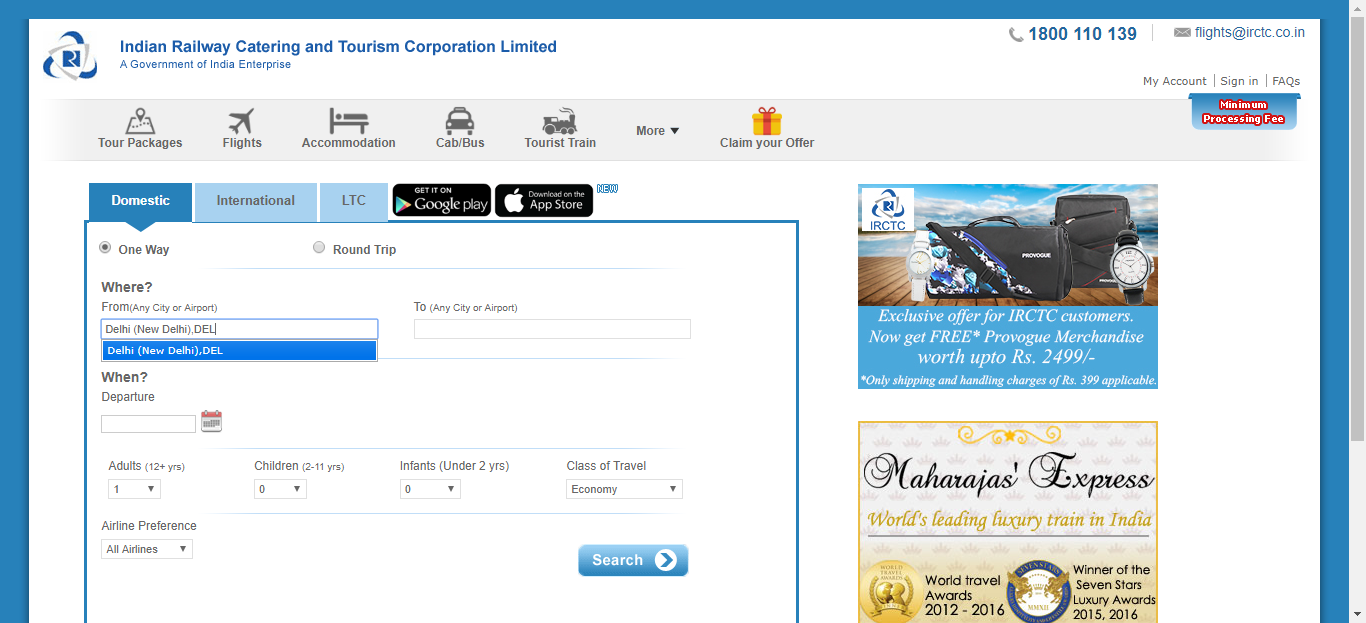 Indian Railway Catering and Tourism Corporation Limited
A Government of India Enterprise
1800 110 139
flights@irctc.co.in
My Account
Sign in
FAQs
Minimum
Processing Fee
Tour Packages
Flights
Accommodation
Cab/Bus
Tourist Train
More ▼
Claim your Offer
Domestic
International
LTC
GET IT ON
Google play
Download on the
App Store
NEW
One Way
Round Trip
Where?
From(Any City or Airport)
To (Any City or Airport)
Delhi (New Delhi),DEL
Delhi (New Delhi),DEL
When?
Departure
Adults (12+ yrs)
Children (2-11 yrs)
Infants (Under 2 yrs)
Class of Travel
1
0
0
Economy
Airline Preference
All Airlines
Search
IRCTC
PROVOGUE
PROVOGUE
Exclusive offer for IRCTC customers.
Now get FREE* Provogue Merchandise
worth upto Rs. 2499/-
*Only shipping and handling charges of Rs. 399 applicable.
Maharajas' Express
World's leading luxury train in India
WORLD
TRAVEL
AWARDS
World travel
Awards
2012 - 2016
SEVEN STARS
MMXII
Winner of the
Seven Stars
Luxury Awards
2015, 2016